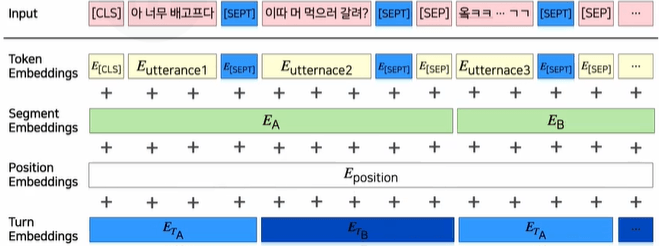 Input [CLS] 아 너무 배고프다 [SEPT] 이따 머 먹으러 갈려? [SEPT] [SEP] 옼ㅋㅋ … ㄱㄱ [SEPT] [SEP] …
Token Embeddings E[CLS] Eutterance1 E[SEPT] Eutternace2 E[SEPT] E[SEP] Eutternace3 E[SEPT] E[SEP] …
+ + + + + + + + + +
Segment Embeddings EA EB
+ + + + + + + + + +
Position Embeddings Eposition
+ + + + + + + + + +
Turn Embeddings ETA ETB ETA …